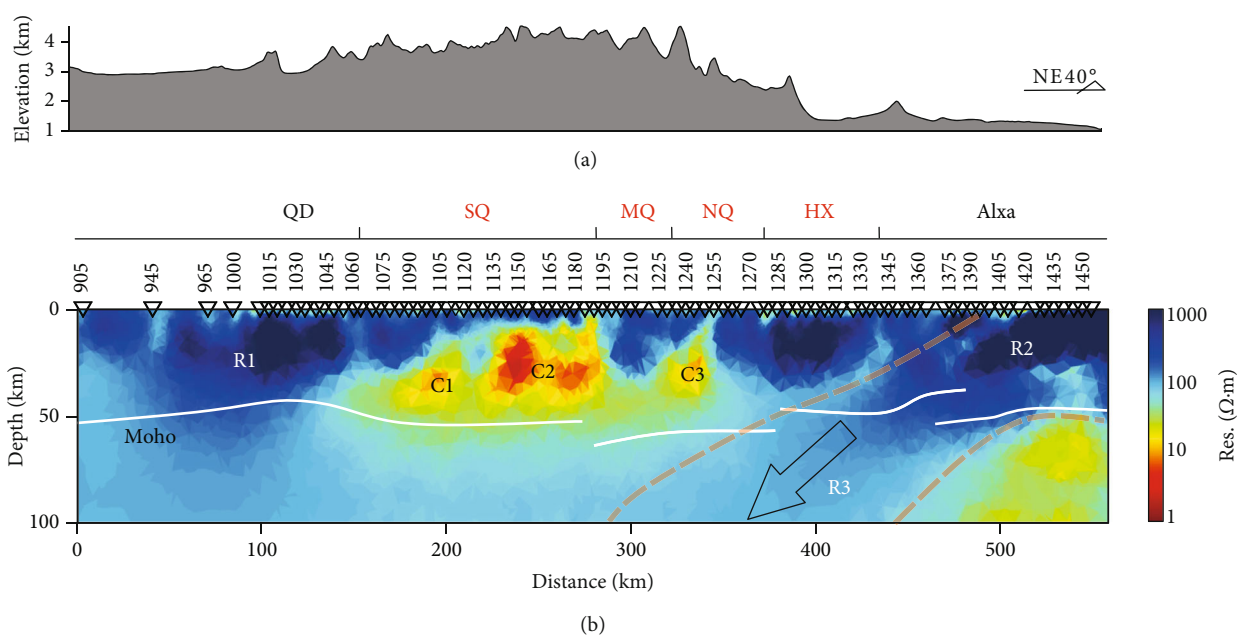 Elevation (km)
4
3
2
1
NE40°
(a)
QD SQ MQ NQ HX Alxa
905 945 965 1000 1015 1030 1045 1060 1075 1090 1105 1120 1135 1150 1165 1180 1195 1210 1225 1240 1255 1270 1285 1300 1315 1330 1345 1360 1375 1390 1405 1420 1435 1450
Depth (km)
0
50
100
R1 C1 C2 C3 R2
Moho
R3
0 100 200 300 400 500
Distance (km)
1000
100
10
1
Res. (Ω·m)
(b)